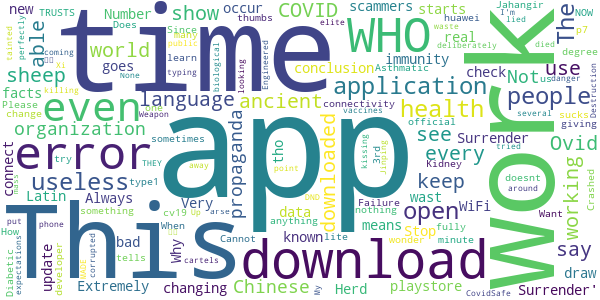 new
TRUSTS
Number
show
COVID
occur
scammers
thumbs
starts
WHO
elite
NOW
Jahangir
p7
huawei
I'm
lied
died
The
Since
many
world
public
perfectly
degree
able
sheep
goes
learn
typing
biological
Engineered
time
looking
real
deliberately
waste
immunity
Asthmatic
Not
use
Does
Xi
tainted
facts
Please
change
None
coming
killing
conclusion
check
us
danger
Destruction
even
language
one
Weapon
connectivity
vaccines
application
people
organization
ancient
health
several
official
tried
sucks
giving
error
app
propaganda
tho
downloaded
kissing
3rd
Jinping
see
Surrender
Ovid
connect
try
sometimes
THEY
away
point
Kidney
every
doesnt
around
useless
Latin
type1
keep
working
Crashed
Always
something
cv19
up
arse
data
anything
OND
Failure
nothing
Stop
fully
wast
open
WiFi
Want
say
This
download
Work
How
put
phone
Very
Why
means
wonder
minute
Diabetic
expectations
update
developer
bad
tells
When
cartels
Cannot
known
lite
playstore
draw
mass
corrupted
Extremely
changing
Chinese
My
Herd
CovidSafe
Surrender'